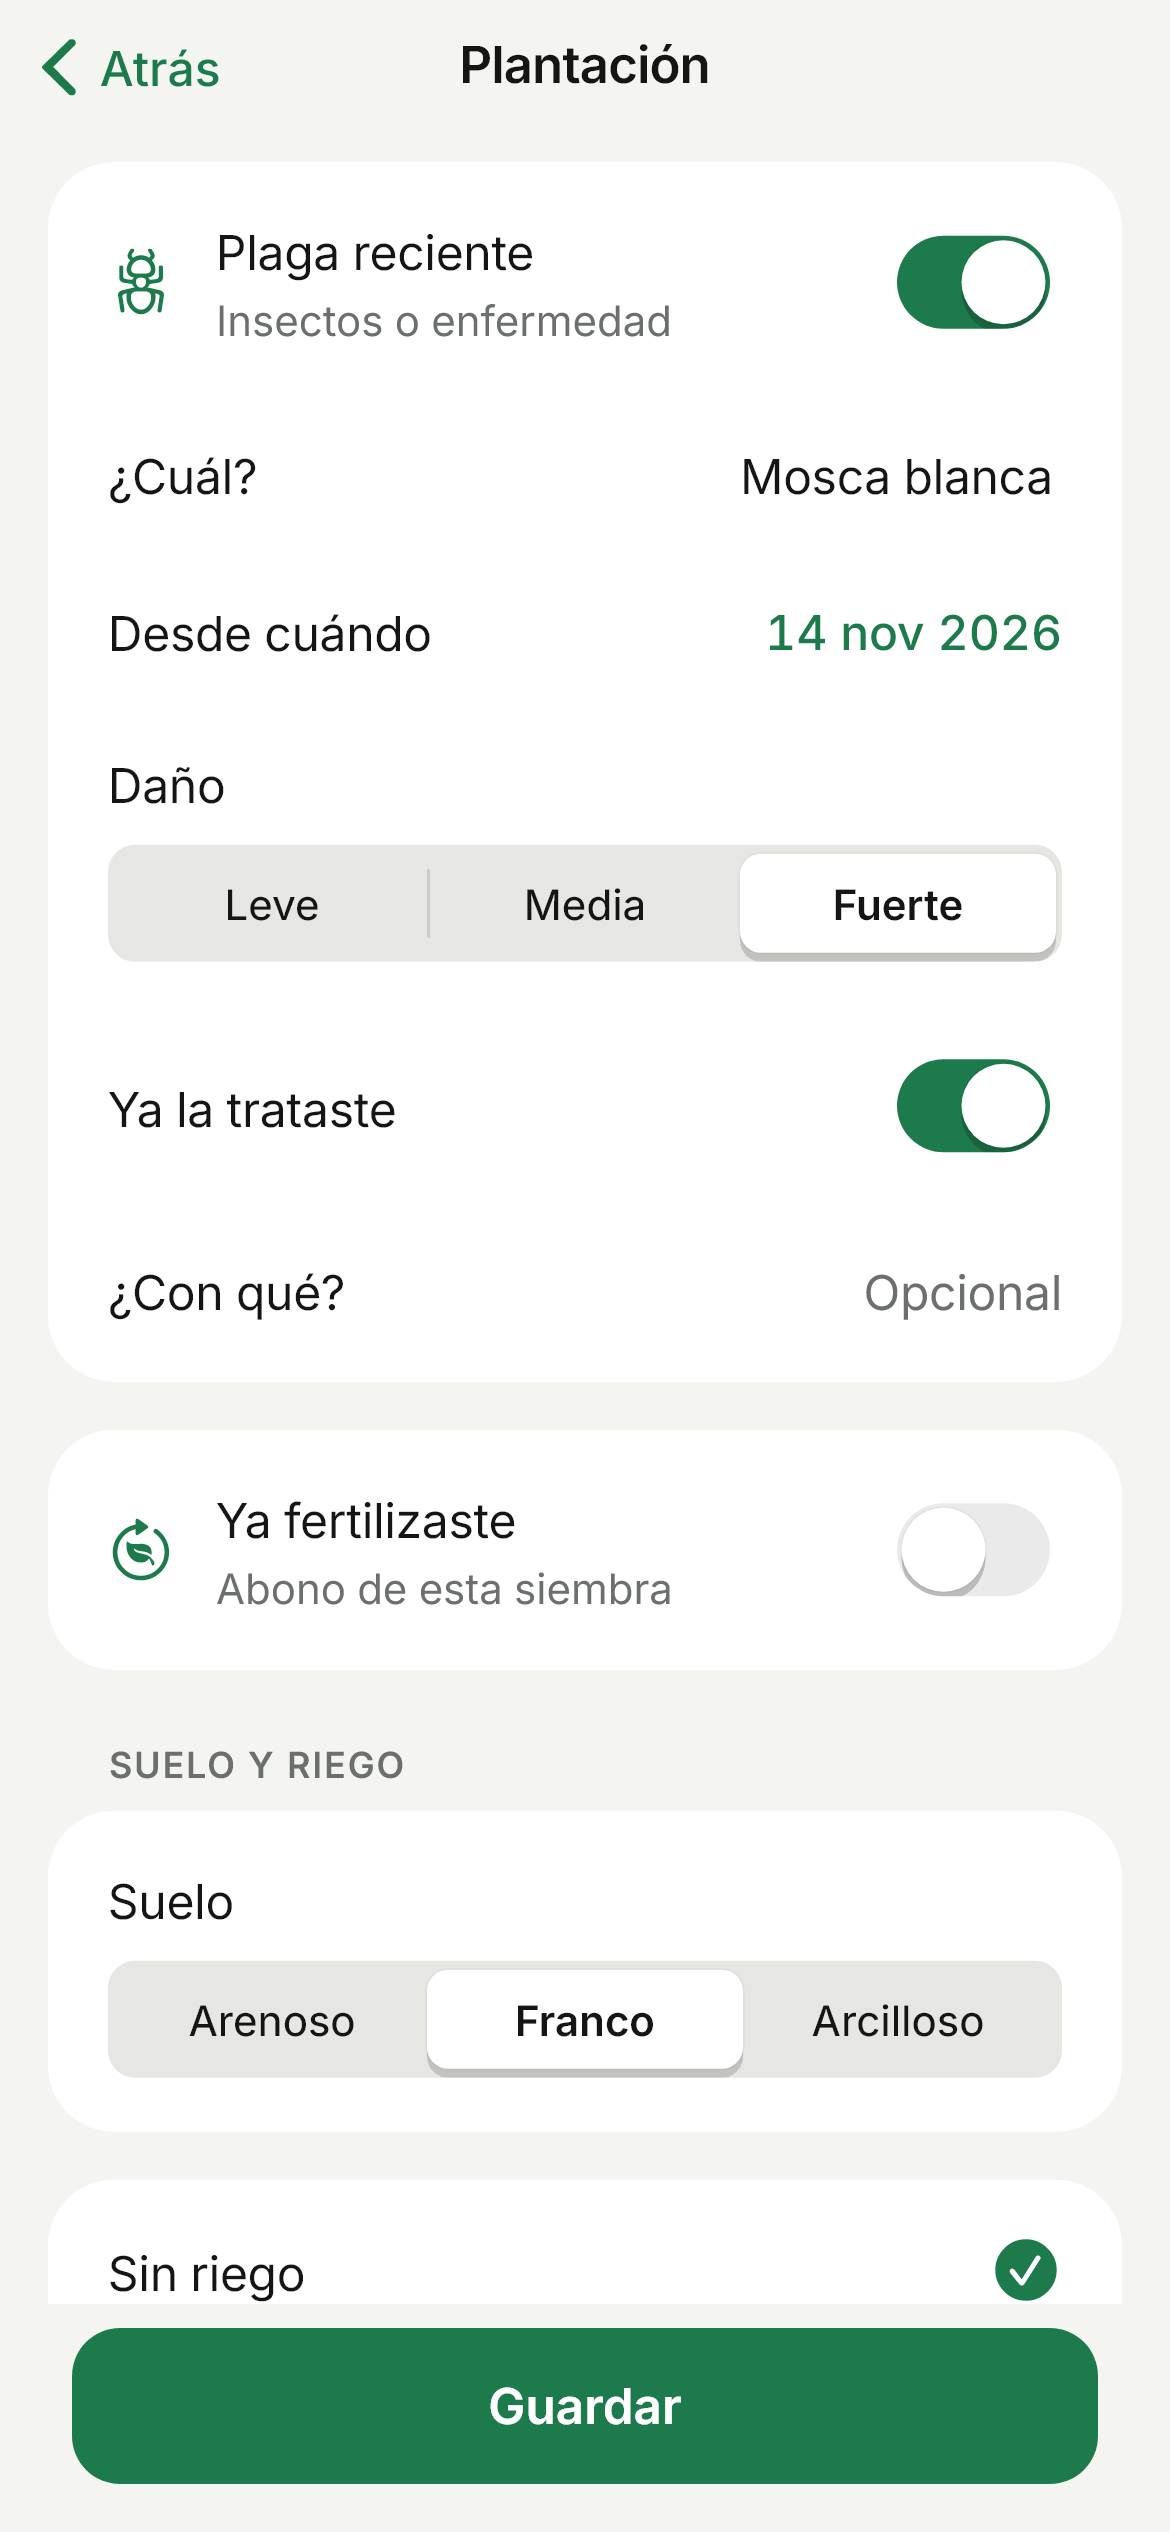 Atrás
Plantación
Plaga reciente
Insectos o enfermedad
¿Cuál?
Mosca blanca
Desde cuándo
14 nov 2026
Daño
Leve
Media
Fuerte
Ya la trataste
¿Con qué?
Opcional
Ya fertilizaste
Abono de esta siembra
SUELO Y RIEGO
Suelo
Arenoso
Franco
Arcilloso
Sin riego
Guardar